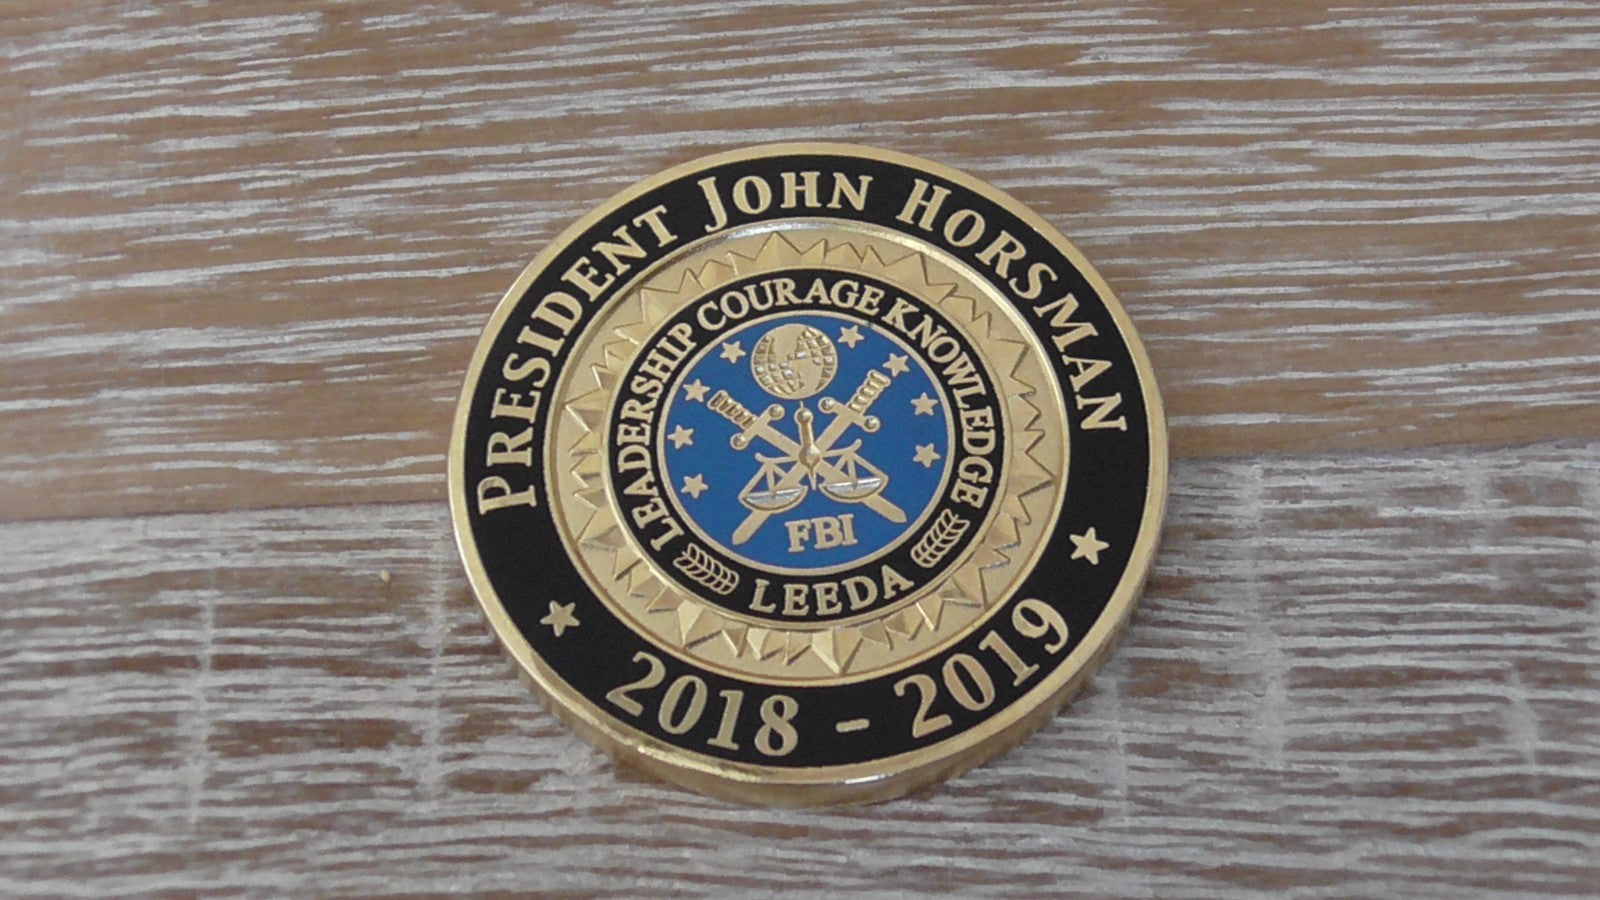 PRESIDENT JOHN HORSMAN
LEADERSHIP COURAGE KNOWLEDGE
FBI
LEEDA
2018 - 2019